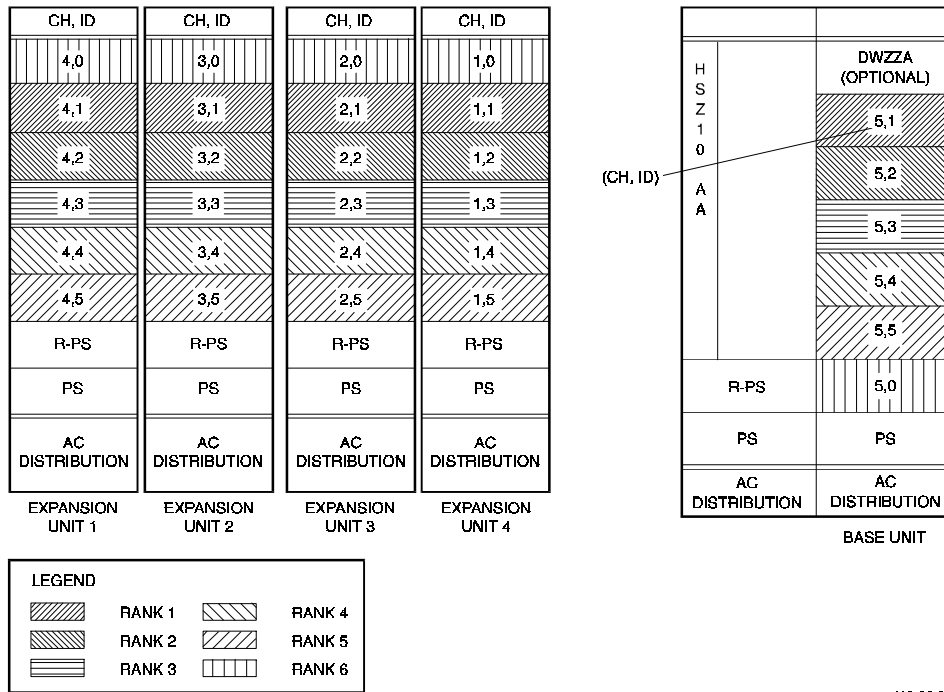 CH, ID CH, ID CH, ID CH, ID
4,0 3,0 2,0 1,0
4,1 3,1 2,1 1,1
4,2 3,2 2,2 1,2
4,3 3,3 2,3 1,3
4,4 3,4 2,4 1,4
4,5 3,5 2,5 1,5
R-PS R-PS R-PS R-PS
PS PS PS PS
AC AC AC AC
DISTRIBUTION DISTRIBUTION DISTRIBUTION DISTRIBUTION
EXPANSION EXPANSION EXPANSION EXPANSION
UNIT 1 UNIT 2 UNIT 3 UNIT 4
HSZ10 AA
DWZZA
(OPTIONAL)
5,1
(CH, ID)
5,2
5,3
5,4
5,5
R-PS 5,0
PS PS
AC AC
DISTRIBUTION DISTRIBUTION
BASE UNIT
LEGEND
RANK 1 RANK 4
RANK 2 RANK 5
RANK 3 RANK 6